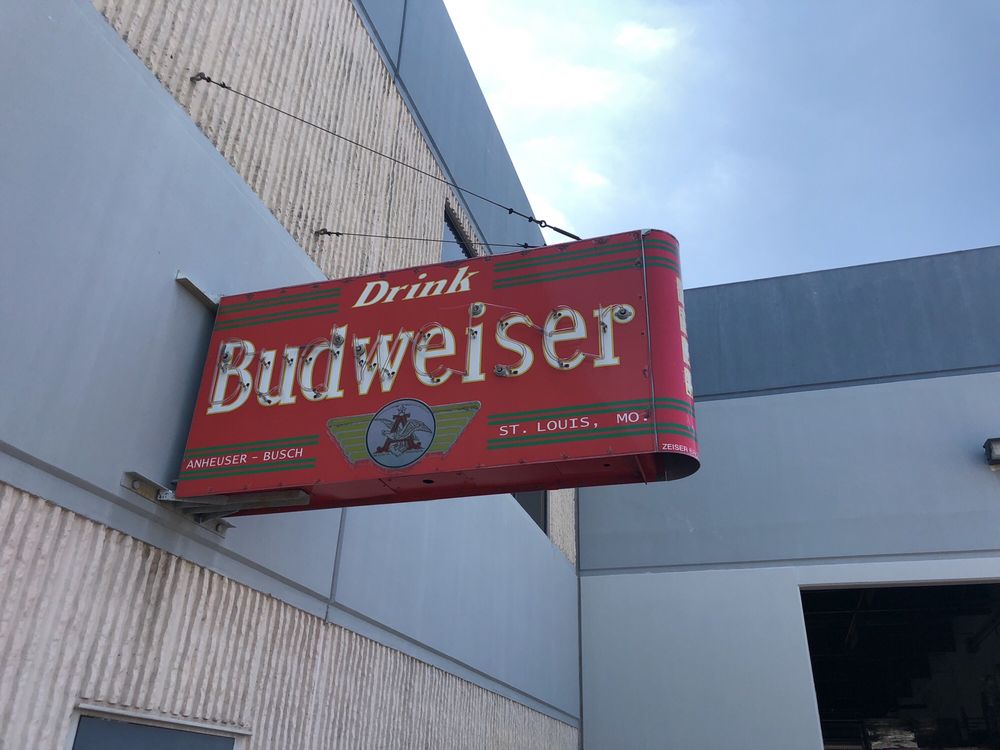 Drink
Budweiser
A
ST. LOUIS, MO.
ANHEUSER - BUSCH
ZEISER